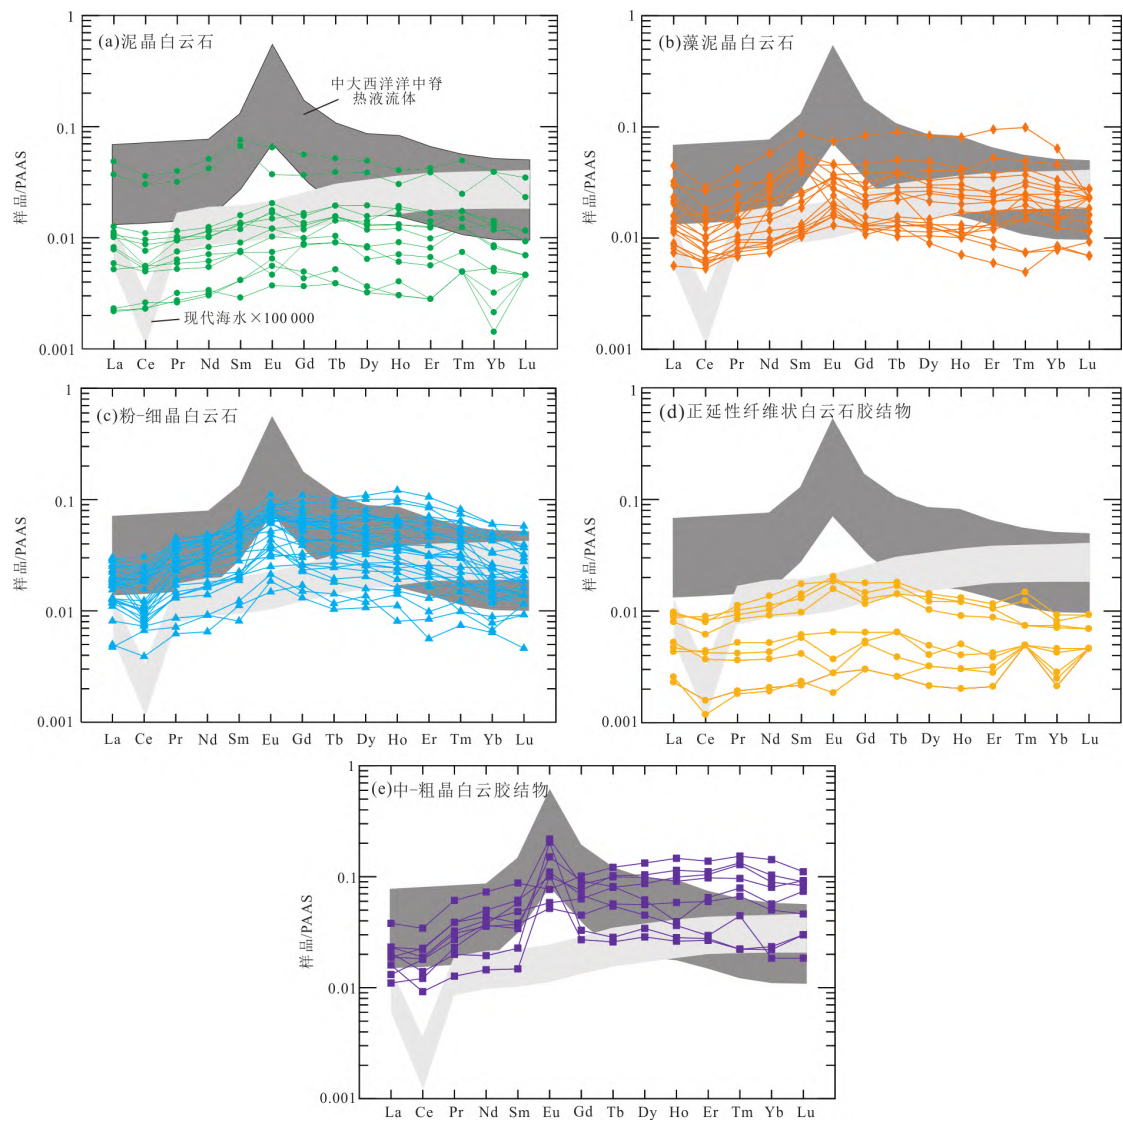 (a)泥晶白云石
中大西洋洋中脊
热液流体
现代海水×100 000
样品/PAAS
1
0.1
0.01
0.001
La Ce Pr Nd Sm Eu Gd Tb Dy Ho Er Tm Yb Lu
(b)藻泥晶白云石
样品/PAAS
1
0.1
0.01
0.001
La Ce Pr Nd Sm Eu Gd Tb Dy Ho Er Tm Yb Lu
(c)粉-细晶白云石
样品/PAAS
1
0.1
0.01
0.001
La Ce Pr Nd Sm Eu Gd Tb Dy Ho Er Tm Yb Lu
(d)正延性纤维状白云石胶结物
样品/PAAS
1
0.1
0.01
0.001
La Ce Pr Nd Sm Eu Gd Tb Dy Ho Er Tm Yb Lu
(e)中-粗晶白云胶结物
样品/PAAS
1
0.1
0.01
0.001
La Ce Pr Nd Sm Eu Gd Tb Dy Ho Er Tm Yb Lu